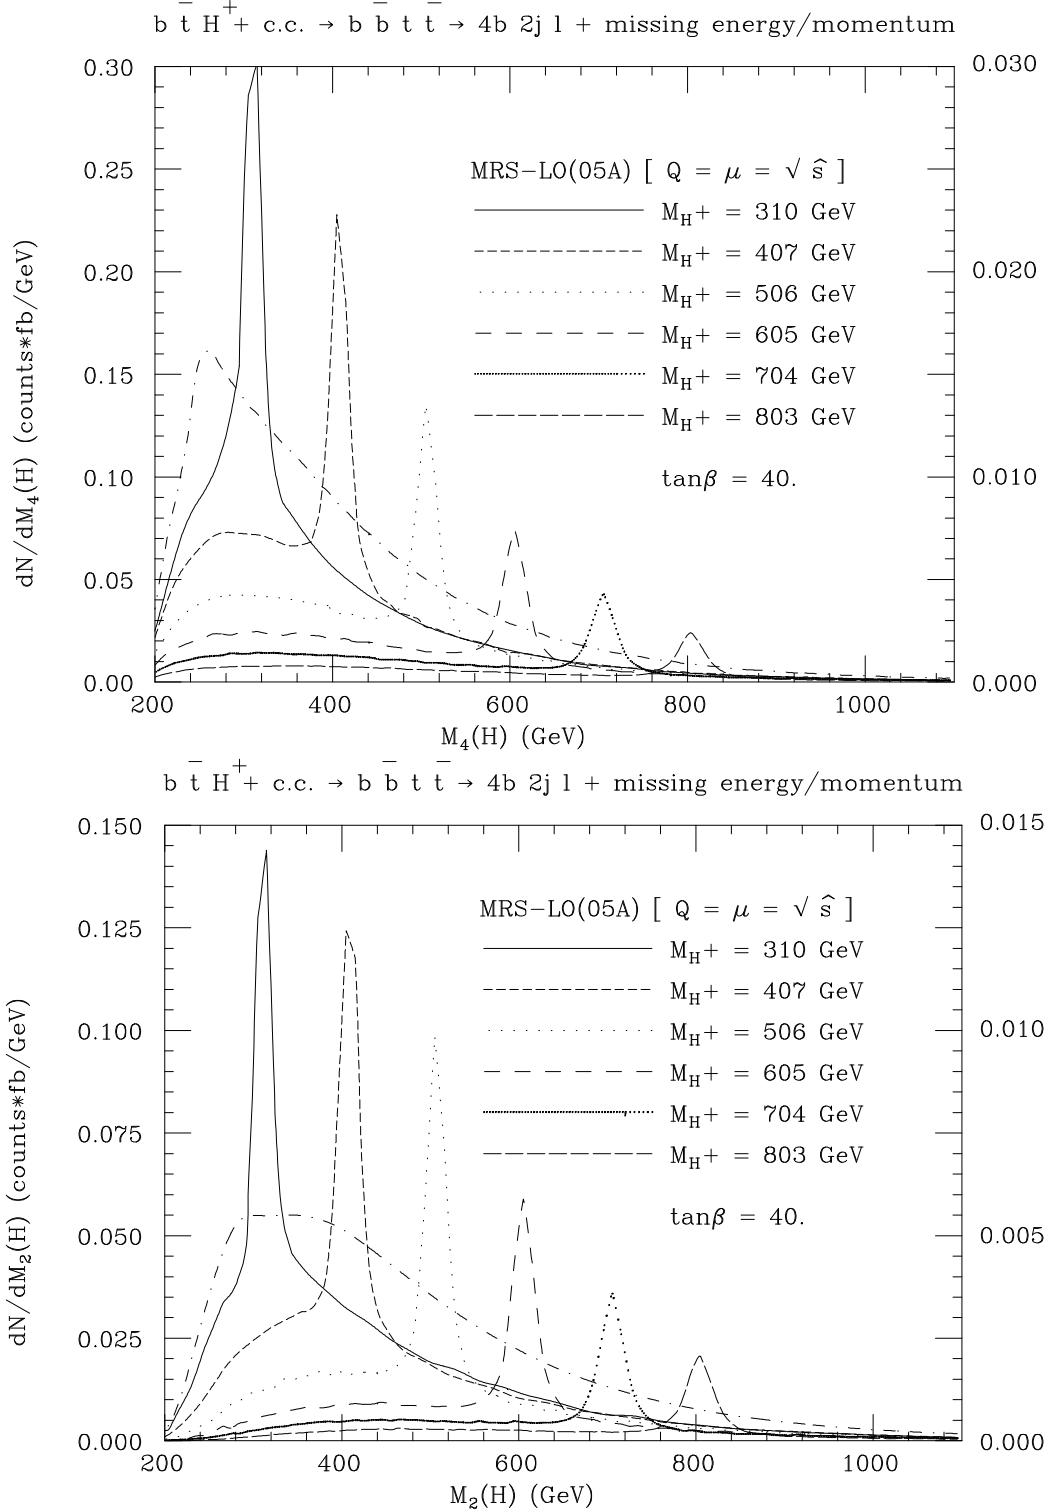 b t̄ H⁺+ c.c. → b b̄ t t̄ → 4b 2j l + missing energy/momentum
0.30
0.25
0.20
0.15
0.10
0.05
0.00
dN/dM₄(H) (counts*fb/GeV)
0.030
0.020
0.010
0.000
MRS−LO(05A) [ Q = μ = √ ŝ ]
M_H+ = 310 GeV
M_H+ = 407 GeV
M_H+ = 506 GeV
M_H+ = 605 GeV
M_H+ = 704 GeV
M_H+ = 803 GeV
tanβ = 40.
200 400 600 800 1000
M₄(H) (GeV)
b t̄ H⁺+ c.c. → b b̄ t t̄ → 4b 2j l + missing energy/momentum
0.150
0.125
0.100
0.075
0.050
0.025
0.000
dN/dM₂(H) (counts*fb/GeV)
0.015
0.010
0.005
0.000
MRS−LO(05A) [ Q = μ = √ ŝ ]
M_H+ = 310 GeV
M_H+ = 407 GeV
M_H+ = 506 GeV
M_H+ = 605 GeV
M_H+ = 704 GeV
M_H+ = 803 GeV
tanβ = 40.
200 400 600 800 1000
M₂(H) (GeV)